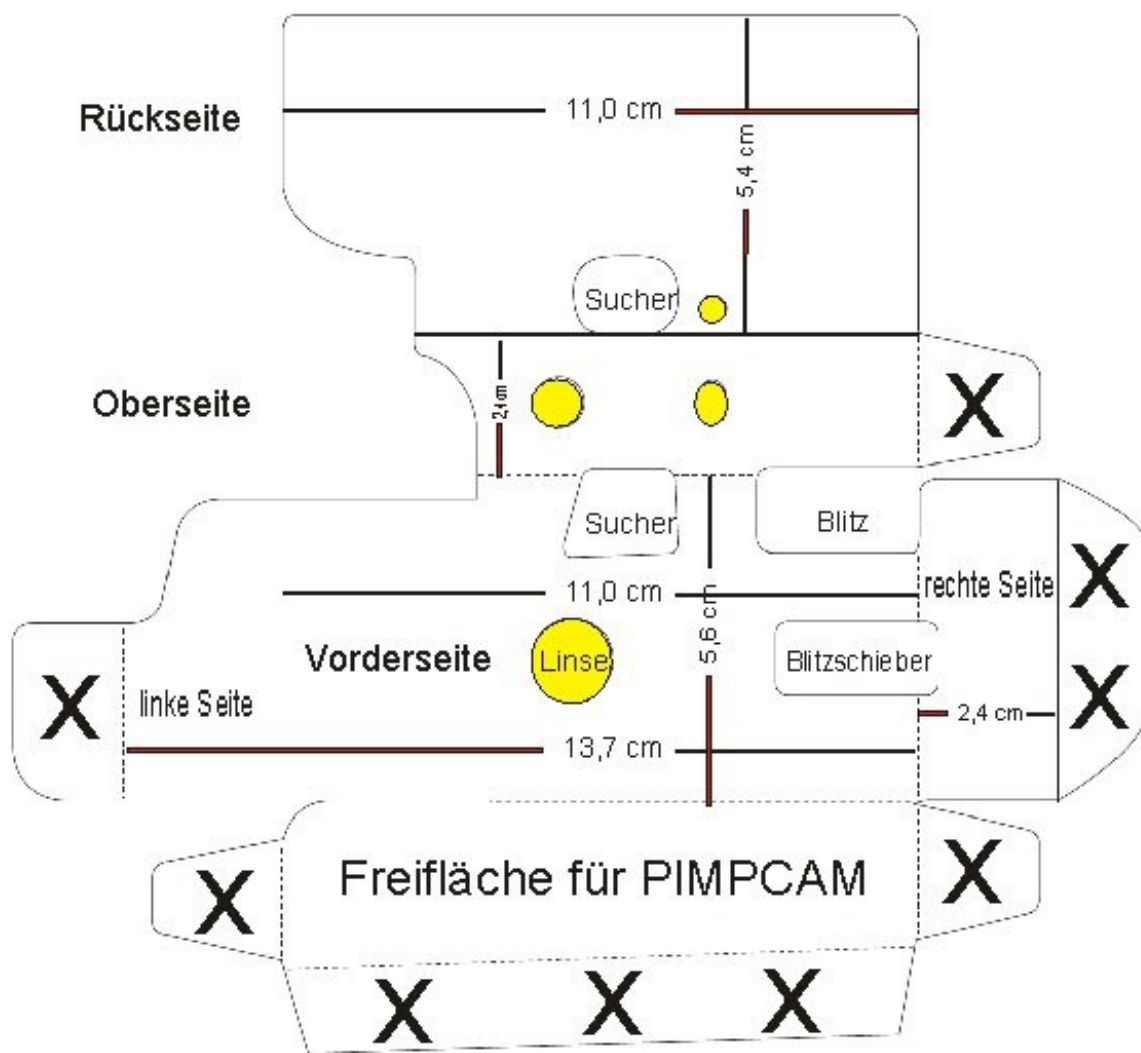 Rückseite
11,0 cm
5,4 cm
Sucher
Oberseite
2,4 cm
X
Sucher
Blitz
11,0 cm
rechte Seite
X
5,6 cm
Vorderseite
Linse
Blitzschieber
X
linke Seite
X
2,4 cm
13,7 cm
Freifläche für PIMPCAM
X
X
X
X
X